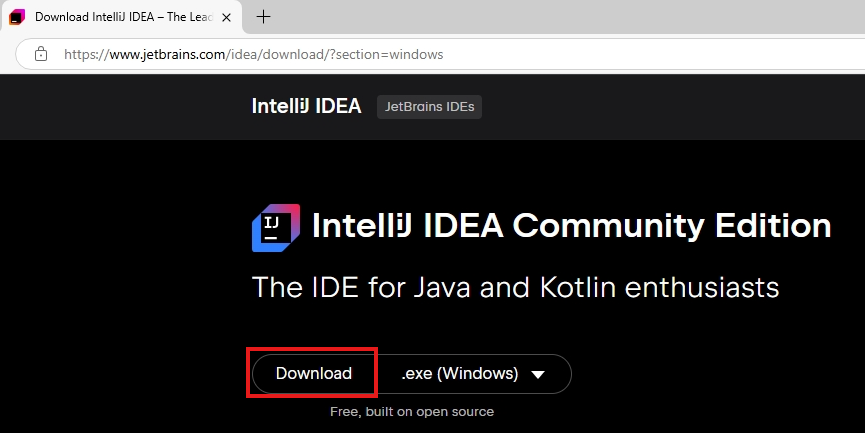 Download IntelliJ IDEA – The Lead
https://www.jetbrains.com/idea/download/?section=windows
IntelliJ IDEA JetBrains IDEs
IJ
IntelliJ IDEA Community Edition
The IDE for Java and Kotlin enthusiasts
Download .exe (Windows)
Free, built on open source